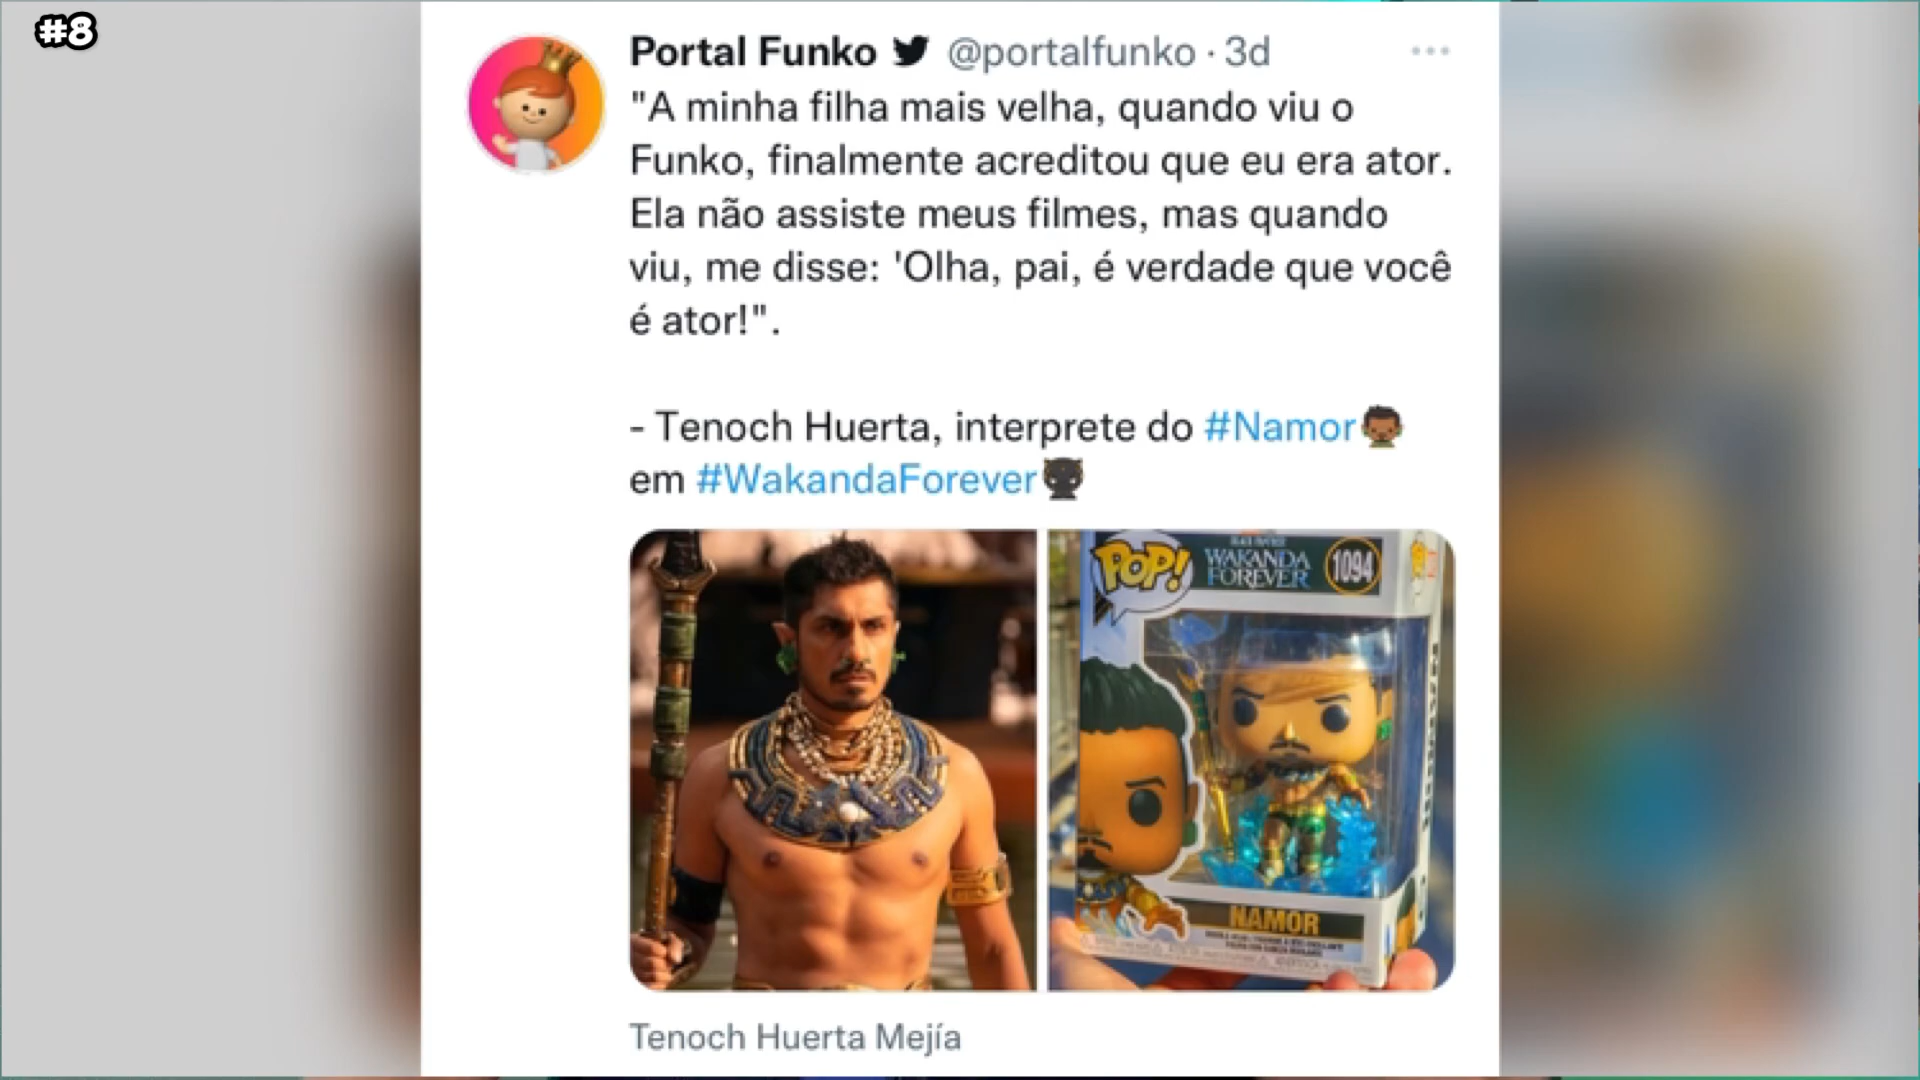 #8
Portal Funko @portalfunko · 3d
"A minha filha mais velha, quando viu o
Funko, finalmente acreditou que eu era ator.
Ela não assiste meus filmes, mas quando
viu, me disse: 'Olha, pai, é verdade que você
é ator!".
- Tenoch Huerta, interprete do #Namor
em #WakandaForever
POP!
WAKANDA
FOREVER
1094
NAMOR
Tenoch Huerta Mejía